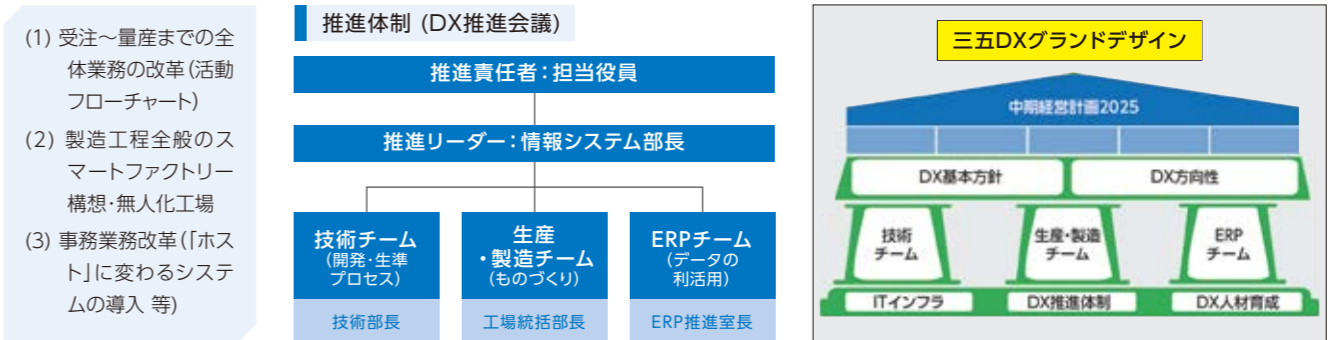 (1) 受注〜量産までの全
体業務の改革(活動
フローチャート)
(2) 製造工程全般のス
マートファクトリー
構想・無人化工場
(3) 事務業務改革(「ホス
ト」に変わるシステ
ムの導入 等)
推進体制 (DX推進会議)
推進責任者：担当役員
推進リーダー：情報システム部長
技術チーム
(開発・生準
プロセス)
技術部長
生産
・製造チーム
(ものづくり)
工場統括部長
ERPチーム
(データの
利活用)
ERP推進室長
三五DXグランドデザイン
中期経営計画2025
DX基本方針
DX方向性
技術
チーム
生産・製造
チーム
ERP
チーム
ITインフラ
DX推進体制
DX人材育成